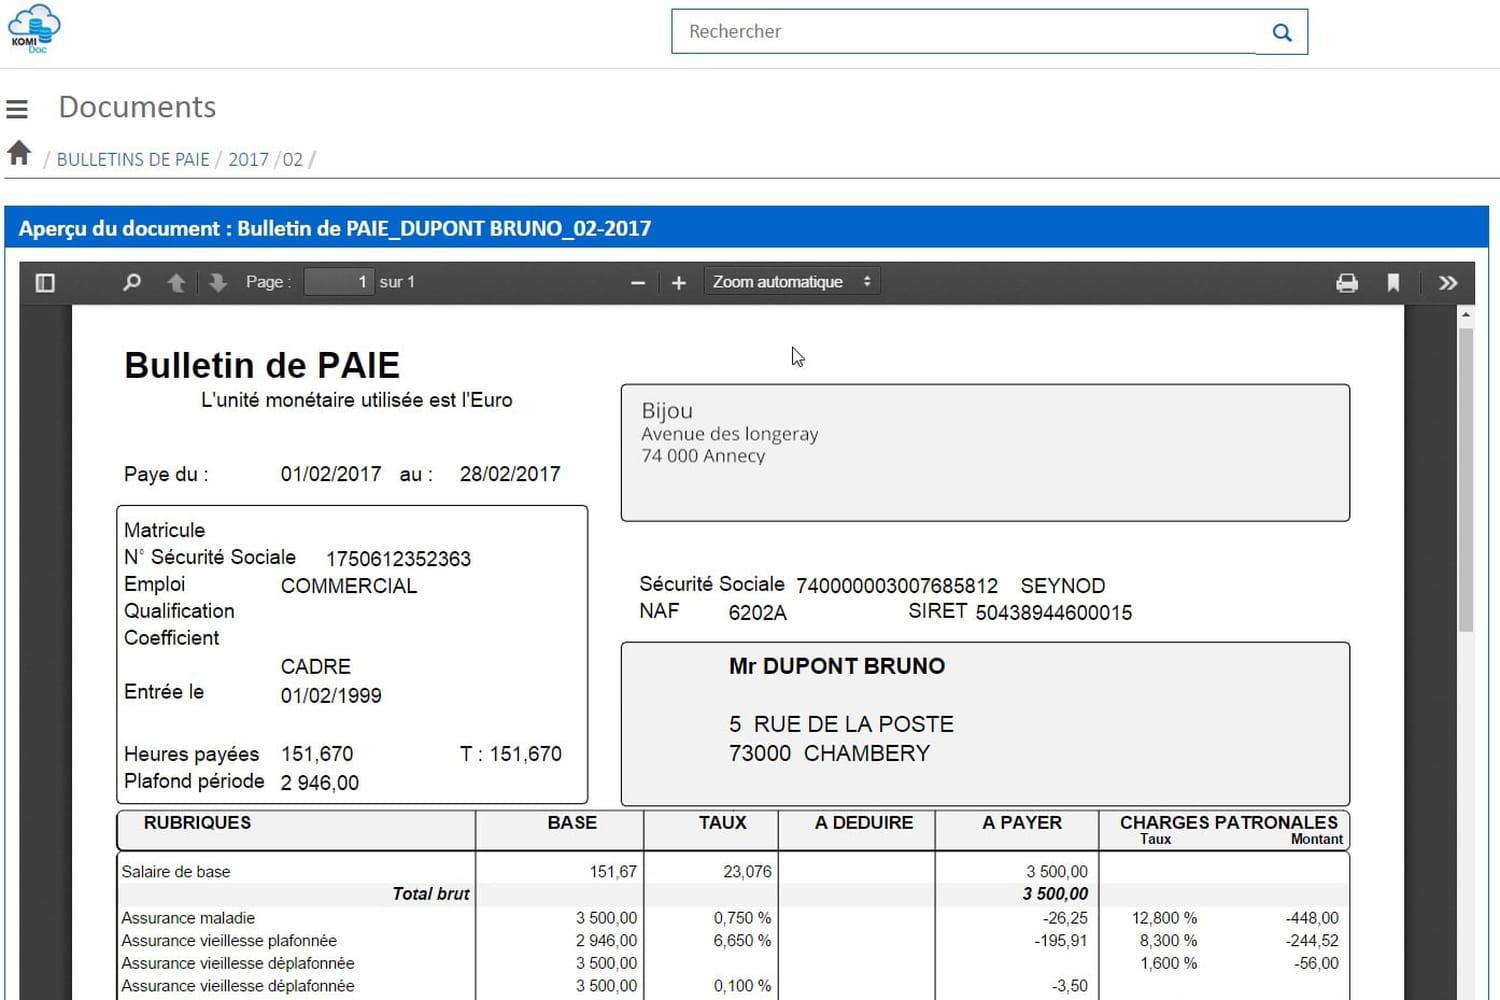 KOMI
Doc
Rechercher
Documents
/ BULLETINS DE PAIE / 2017 / 02 /
Aperçu du document : Bulletin de PAIE_DUPONT BRUNO_02-2017
Page : 1 sur 1 Zoom automatique
Bulletin de PAIE
L'unité monétaire utilisée est l'Euro
Bijou
Avenue des longeray
74 000 Annecy
Paye du : 01/02/2017 au : 28/02/2017
Matricule
N° Sécurité Sociale 1750612352363
Emploi COMMERCIAL
Qualification
Coefficient
CADRE
Entrée le 01/02/1999
Heures payées 151,670 T : 151,670
Plafond période 2 946,00
Sécurité Sociale 740000003007685812 SEYNOD
NAF 6202A SIRET 50438944600015
Mr DUPONT BRUNO
5 RUE DE LA POSTE
73000 CHAMBERY
RUBRIQUES BASE TAUX A DEDUIRE A PAYER CHARGES PATRONALES
Taux Montant
Salaire de base 151,67 23,076 3 500,00
Total brut 3 500,00
Assurance maladie 3 500,00 0,750 % -26,25 12,800 % -448,00
Assurance vieillesse plafonnée 2 946,00 6,650 % -195,91 8,300 % -244,52
Assurance vieillesse déplafonnée 3 500,00 1,600 % -56,00
Assurance vieillesse déplafonnée 3 500,00 0,100 % -3,50